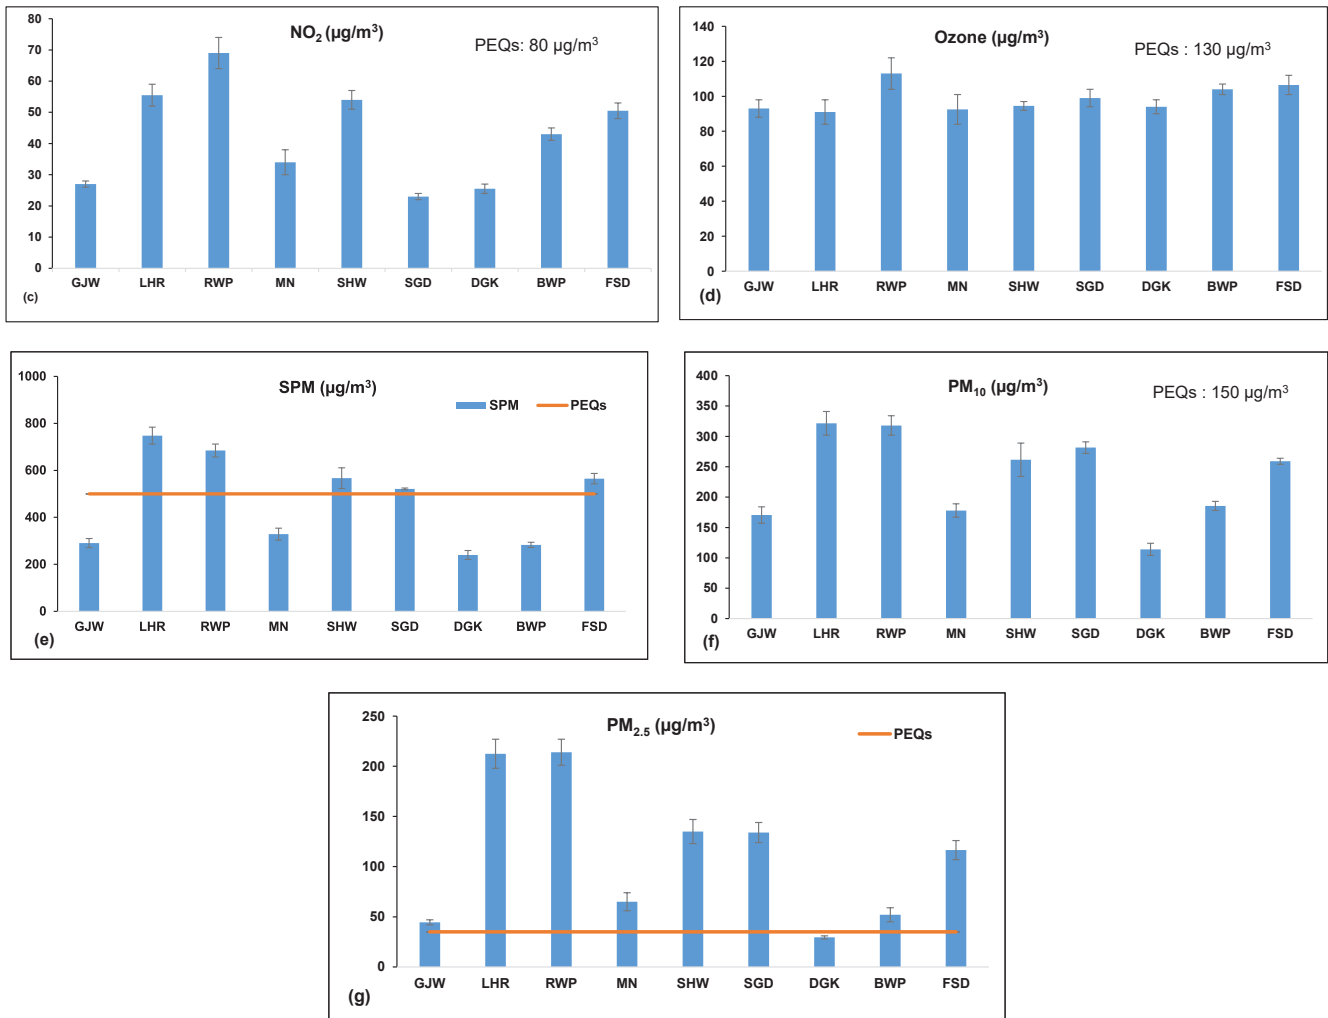 NO2 (µg/m3)
PEQs: 80 µg/m3
80
70
60
50
40
30
20
10
0
GJW LHR RWP MN SHW SGD DGK BWP FSD
(c)
Ozone (µg/m3)
PEQs : 130 µg/m3
140
120
100
80
60
40
20
0
GJW LHR RWP MN SHW SGD DGK BWP FSD
(d)
SPM (µg/m3)
SPM PEQs
1000
800
600
400
200
0
GJW LHR RWP MN SHW SGD DGK BWP FSD
(e)
PM10 (µg/m3)
PEQs : 150 µg/m3
400
350
300
250
200
150
100
50
0
GJW LHR RWP MN SHW SGD DGK BWP FSD
(f)
PM2.5 (µg/m3)
PEQs
250
200
150
100
50
0
GJW LHR RWP MN SHW SGD DGK BWP FSD
(g)